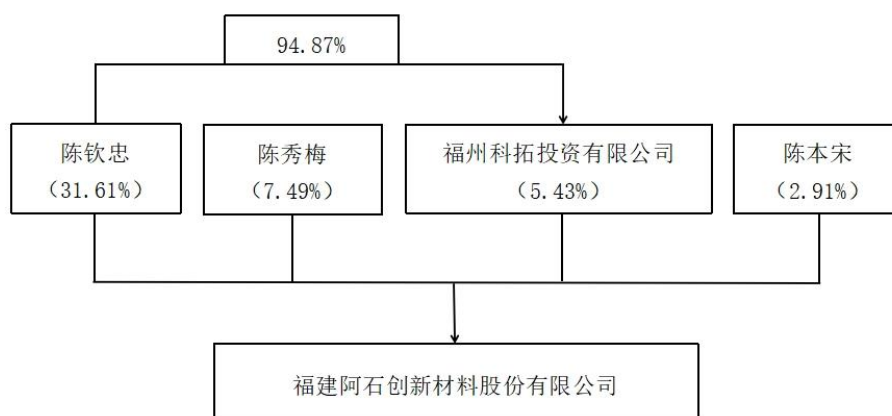 94.87%
陈钦忠
（31.61%）
陈秀梅
（7.49%）
福州科拓投资有限公司
（5.43%）
陈本宋
（2.91%）
福建阿石创新材料股份有限公司